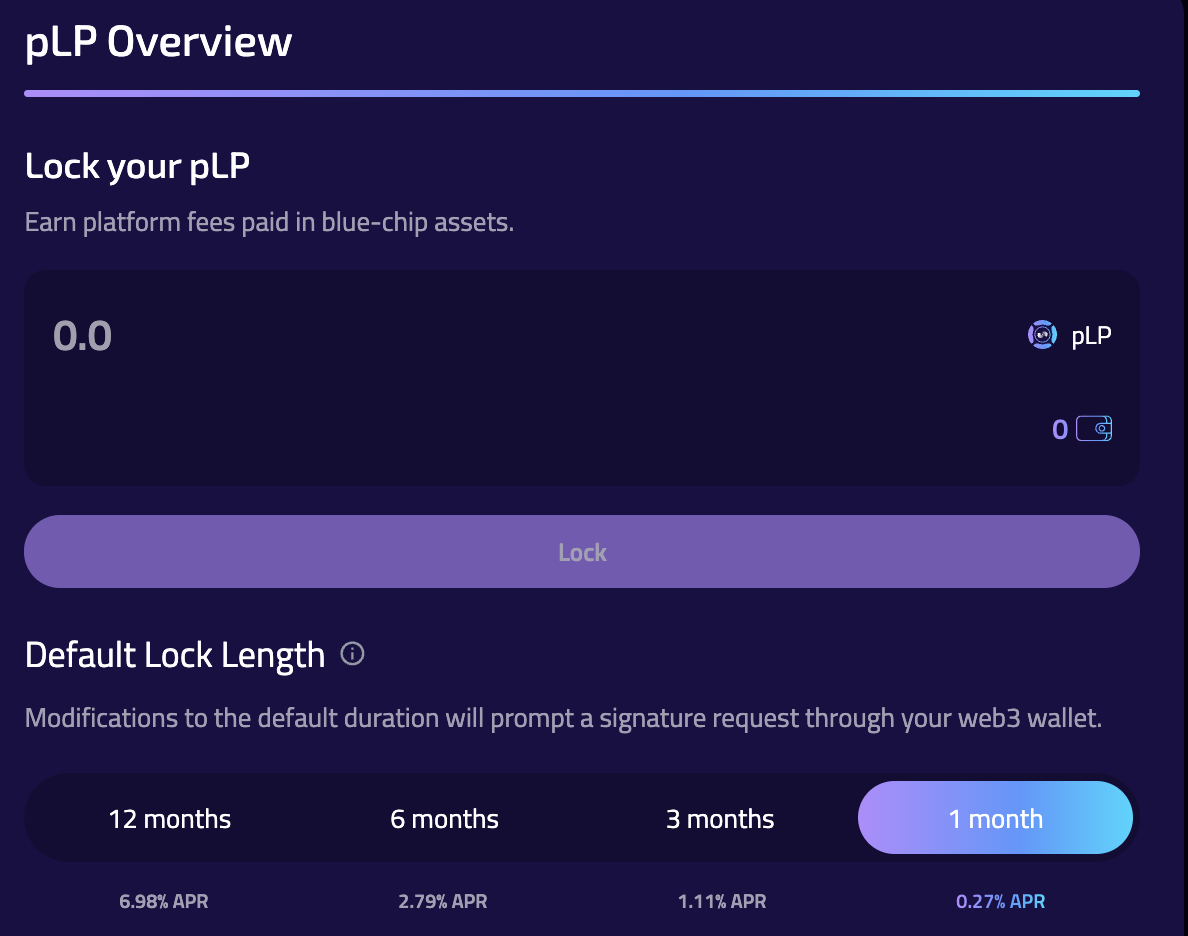 pLP Overview
Lock your pLP
Earn platform fees paid in blue-chip assets.
0.0
pLP
0
Lock
Default Lock Length
Modifications to the default duration will prompt a signature request through your web3 wallet.
12 months 6 months 3 months 1 month
6.98% APR 2.79% APR 1.11% APR 0.27% APR